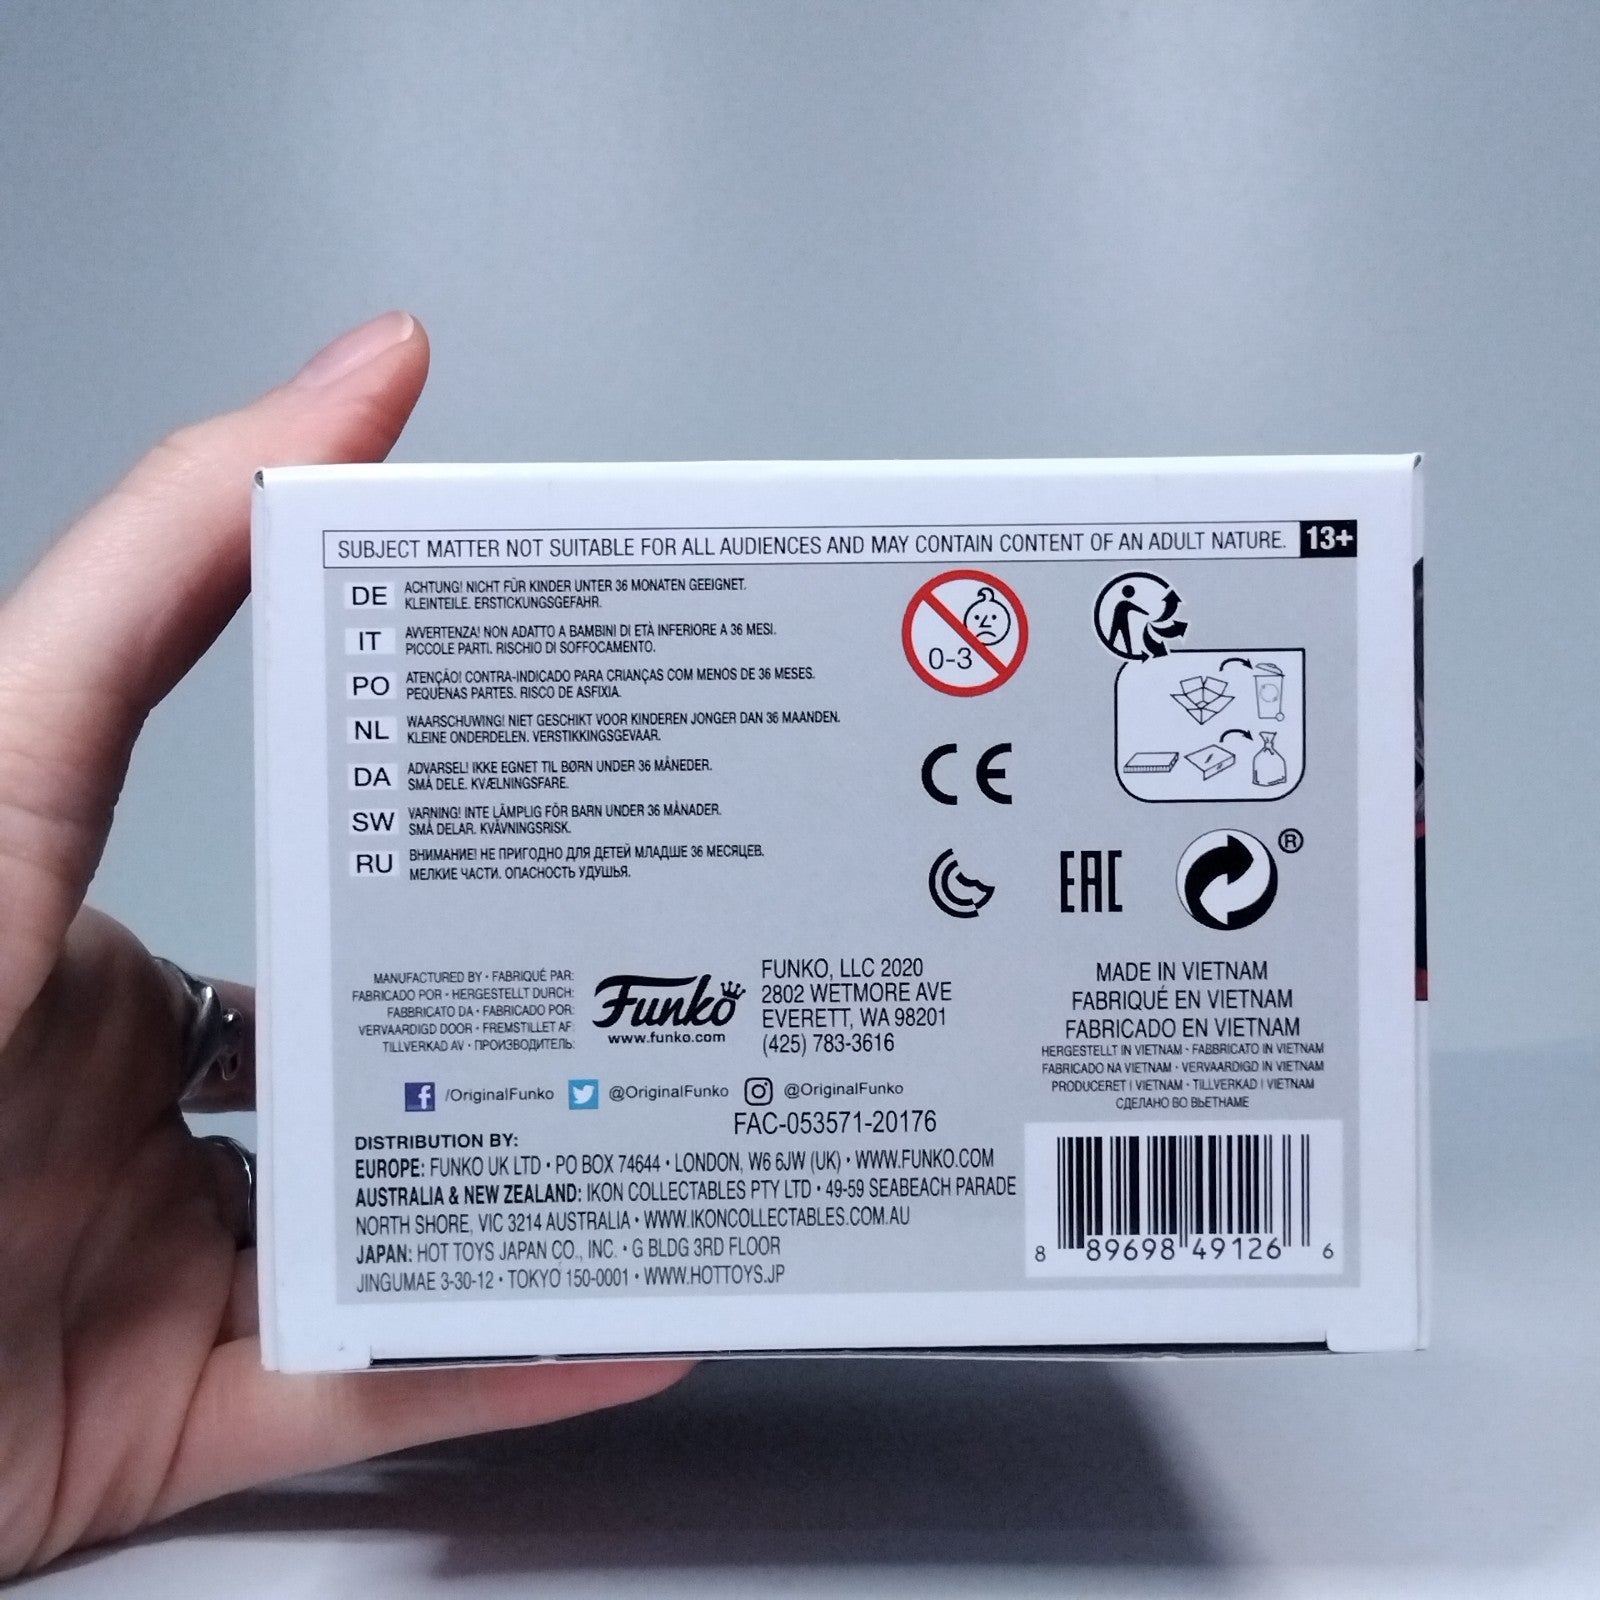 SUBJECT MATTER NOT SUITABLE FOR ALL AUDIENCES AND MAY CONTAIN CONTENT OF AN ADULT NATURE. 13+
DE ACHTUNG! NICHT FÜR KINDER UNTER 36 MONATEN GEEIGNET.
KLEINTEILE. ERSTICKUNGSGEFAHR.
IT AVVERTENZA! NON ADATTO A BAMBINI DI ETÀ INFERIORE A 36 MESI.
PICCOLE PARTI. RISCHIO DI SOFFOCAMENTO.
PO ATENÇÃO! CONTRA-INDICADO PARA CRIANÇAS COM MENOS DE 36 MESES.
PEQUENAS PARTES. RISCO DE ASFIXIA.
NL WAARSCHUWING! NIET GESCHIKT VOOR KINDEREN JONGER DAN 36 MAANDEN.
KLEINE ONDERDELEN. VERSTIKKINGSGEVAAR.
DA ADVARSEL! IKKE EGNET TIL BØRN UNDER 36 MÅNEDER.
SMÅ DELE. KVÆLNINGSFARE.
SW VARNING! INTE LÄMPLIG FÖR BARN UNDER 36 MÅNADER.
SMÅ DELAR. KVÄVNINGSRISK.
RU ВНИМАНИЕ! НЕ ПРИГОДНО ДЛЯ ДЕТЕЙ МЛАДШЕ 36 МЕСЯЦЕВ.
МЕЛКИЕ ЧАСТИ. ОПАСНОСТЬ УДУШЬЯ.
0-3
CE
EAC
®
MANUFACTURED BY • FABRIQUÉ PAR:
FABRICADO POR • HERGESTELLT DURCH:
FABBRICATO DA • FABRICADO POR:
VERVAARDIGD DOOR • FREMSTILLET AF:
TILLVERKAD AV • ПРОИЗВОДИТЕЛЬ:
Funko
www.funko.com
FUNKO, LLC 2020
2802 WETMORE AVE
EVERETT, WA 98201
(425) 783-3616
MADE IN VIETNAM
FABRIQUÉ EN VIETNAM
FABRICADO EN VIETNAM
HERGESTELLT IN VIETNAM • FABBRICATO IN VIETNAM
FABRICADO NA VIETNAM • VERVAARDIGD IN VIETNAM
PRODUCERET I VIETNAM • TILLVERKAD I VIETNAM
СДЕЛАНО ВО ВЬЕТНАМЕ
f /OriginalFunko @OriginalFunko @OriginalFunko
FAC-053571-20176
DISTRIBUTION BY:
EUROPE: FUNKO UK LTD • PO BOX 74644 • LONDON, W6 6JW (UK) • WWW.FUNKO.COM
AUSTRALIA & NEW ZEALAND: IKON COLLECTABLES PTY LTD • 49-59 SEABEACH PARADE
NORTH SHORE, VIC 3214 AUSTRALIA • WWW.IKONCOLLECTABLES.COM.AU
JAPAN: HOT TOYS JAPAN CO., INC. • G BLDG 3RD FLOOR
JINGUMAE 3-30-12 • TOKYO 150-0001 • WWW.HOTTOYS.JP
8 89698 49126 6